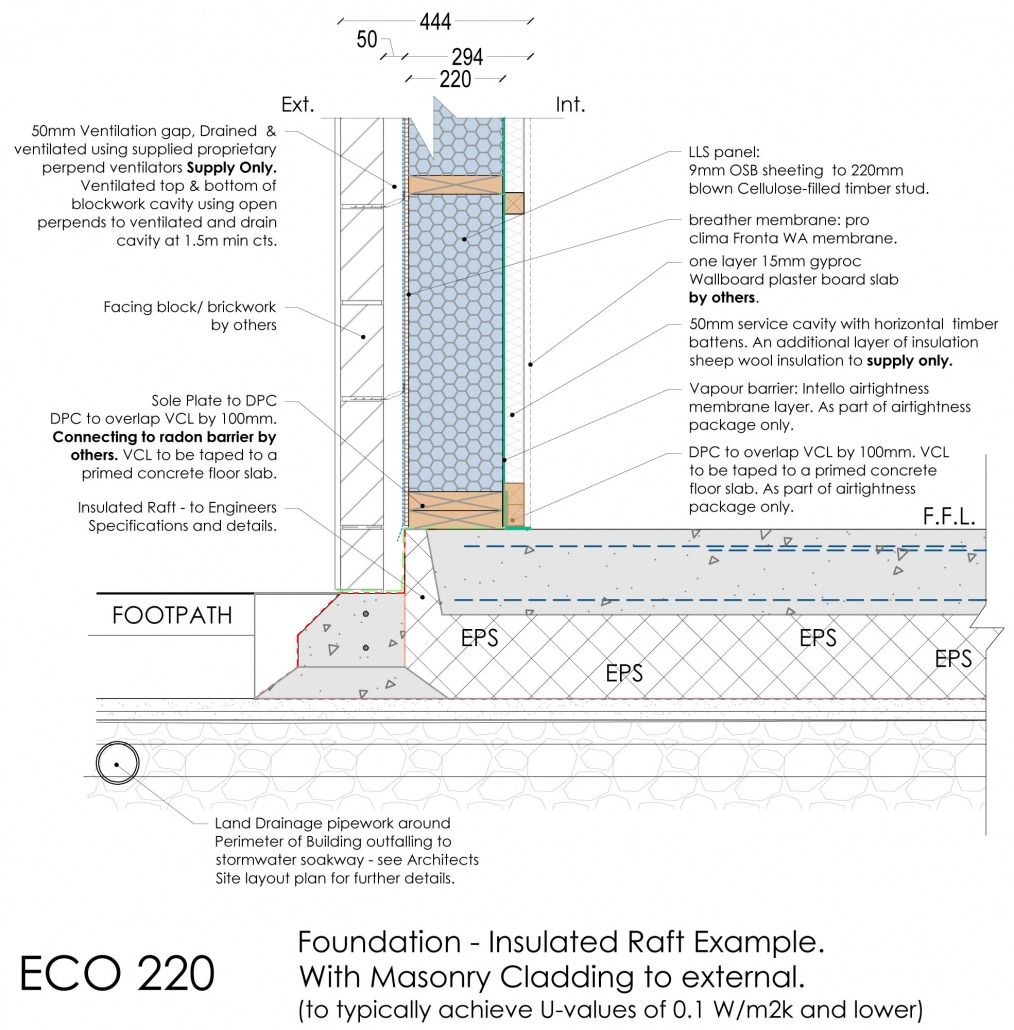 444
50
294
220
Ext.
Int.
50mm Ventilation gap, Drained &
ventilated using supplied proprietary
perpend ventilators Supply Only.
Ventilated top & bottom of
blockwork cavity using open
perpends to ventilated and drain
cavity at 1.5m min cts.
Facing block/ brickwork
by others
Sole Plate to DPC
DPC to overlap VCL by 100mm.
Connecting to radon barrier by
others. VCL to be taped to a
primed concrete floor slab.
Insulated Raft - to Engineers
Specifications and details.
LLS panel:
9mm OSB sheeting to 220mm
blown Cellulose-filled timber stud.
breather membrane: pro
clima Fronta WA membrane.
one layer 15mm gyproc
Wallboard plaster board slab
by others.
50mm service cavity with horizontal timber
battens. An additional layer of insulation
sheep wool insulation to supply only.
Vapour barrier: Intello airtightness
membrane layer. As part of airtightness
package only.
DPC to overlap VCL by 100mm. VCL
to be taped to a primed concrete
floor slab. As part of airtightness
package only.
F.F.L.
FOOTPATH
EPS
EPS
EPS
EPS
Land Drainage pipework around
Perimeter of Building outfalling to
stormwater soakway - see Architects
Site layout plan for further details.
ECO 220
Foundation - Insulated Raft Example.
With Masonry Cladding to external.
(to typically achieve U-values of 0.1 W/m2k and lower)